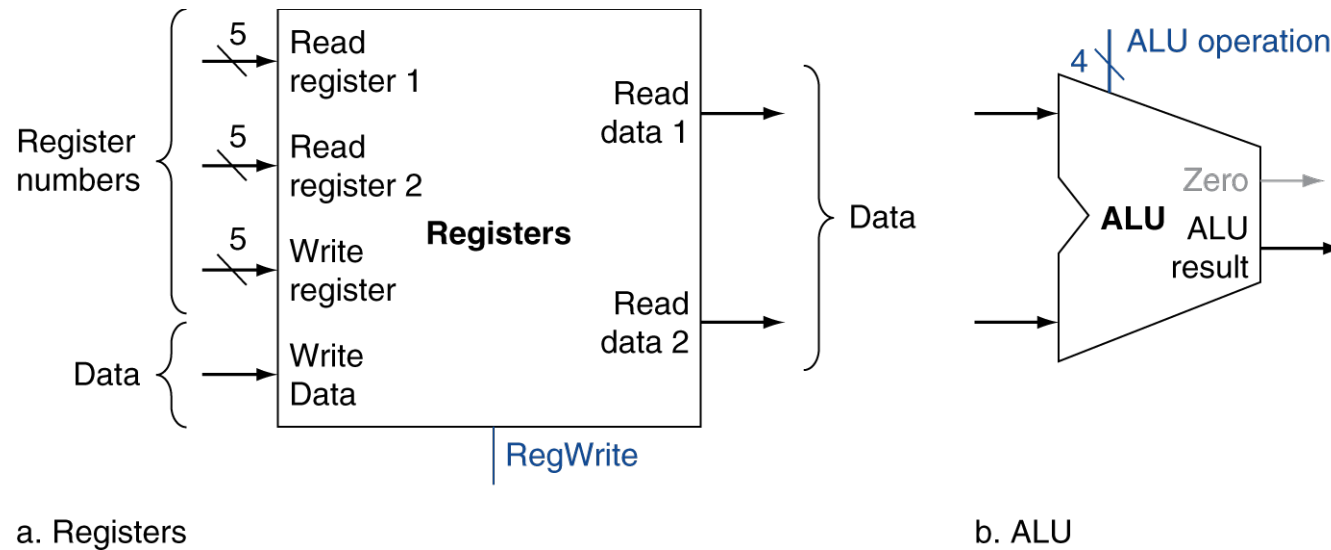 5
Read
register 1
5
Read
register 2
5
Write
register
Write
Data
Register
numbers
Data
Registers
Read
data 1
Read
data 2
Data
RegWrite
a. Registers
4
ALU operation
Zero
ALU
ALU
result
b. ALU